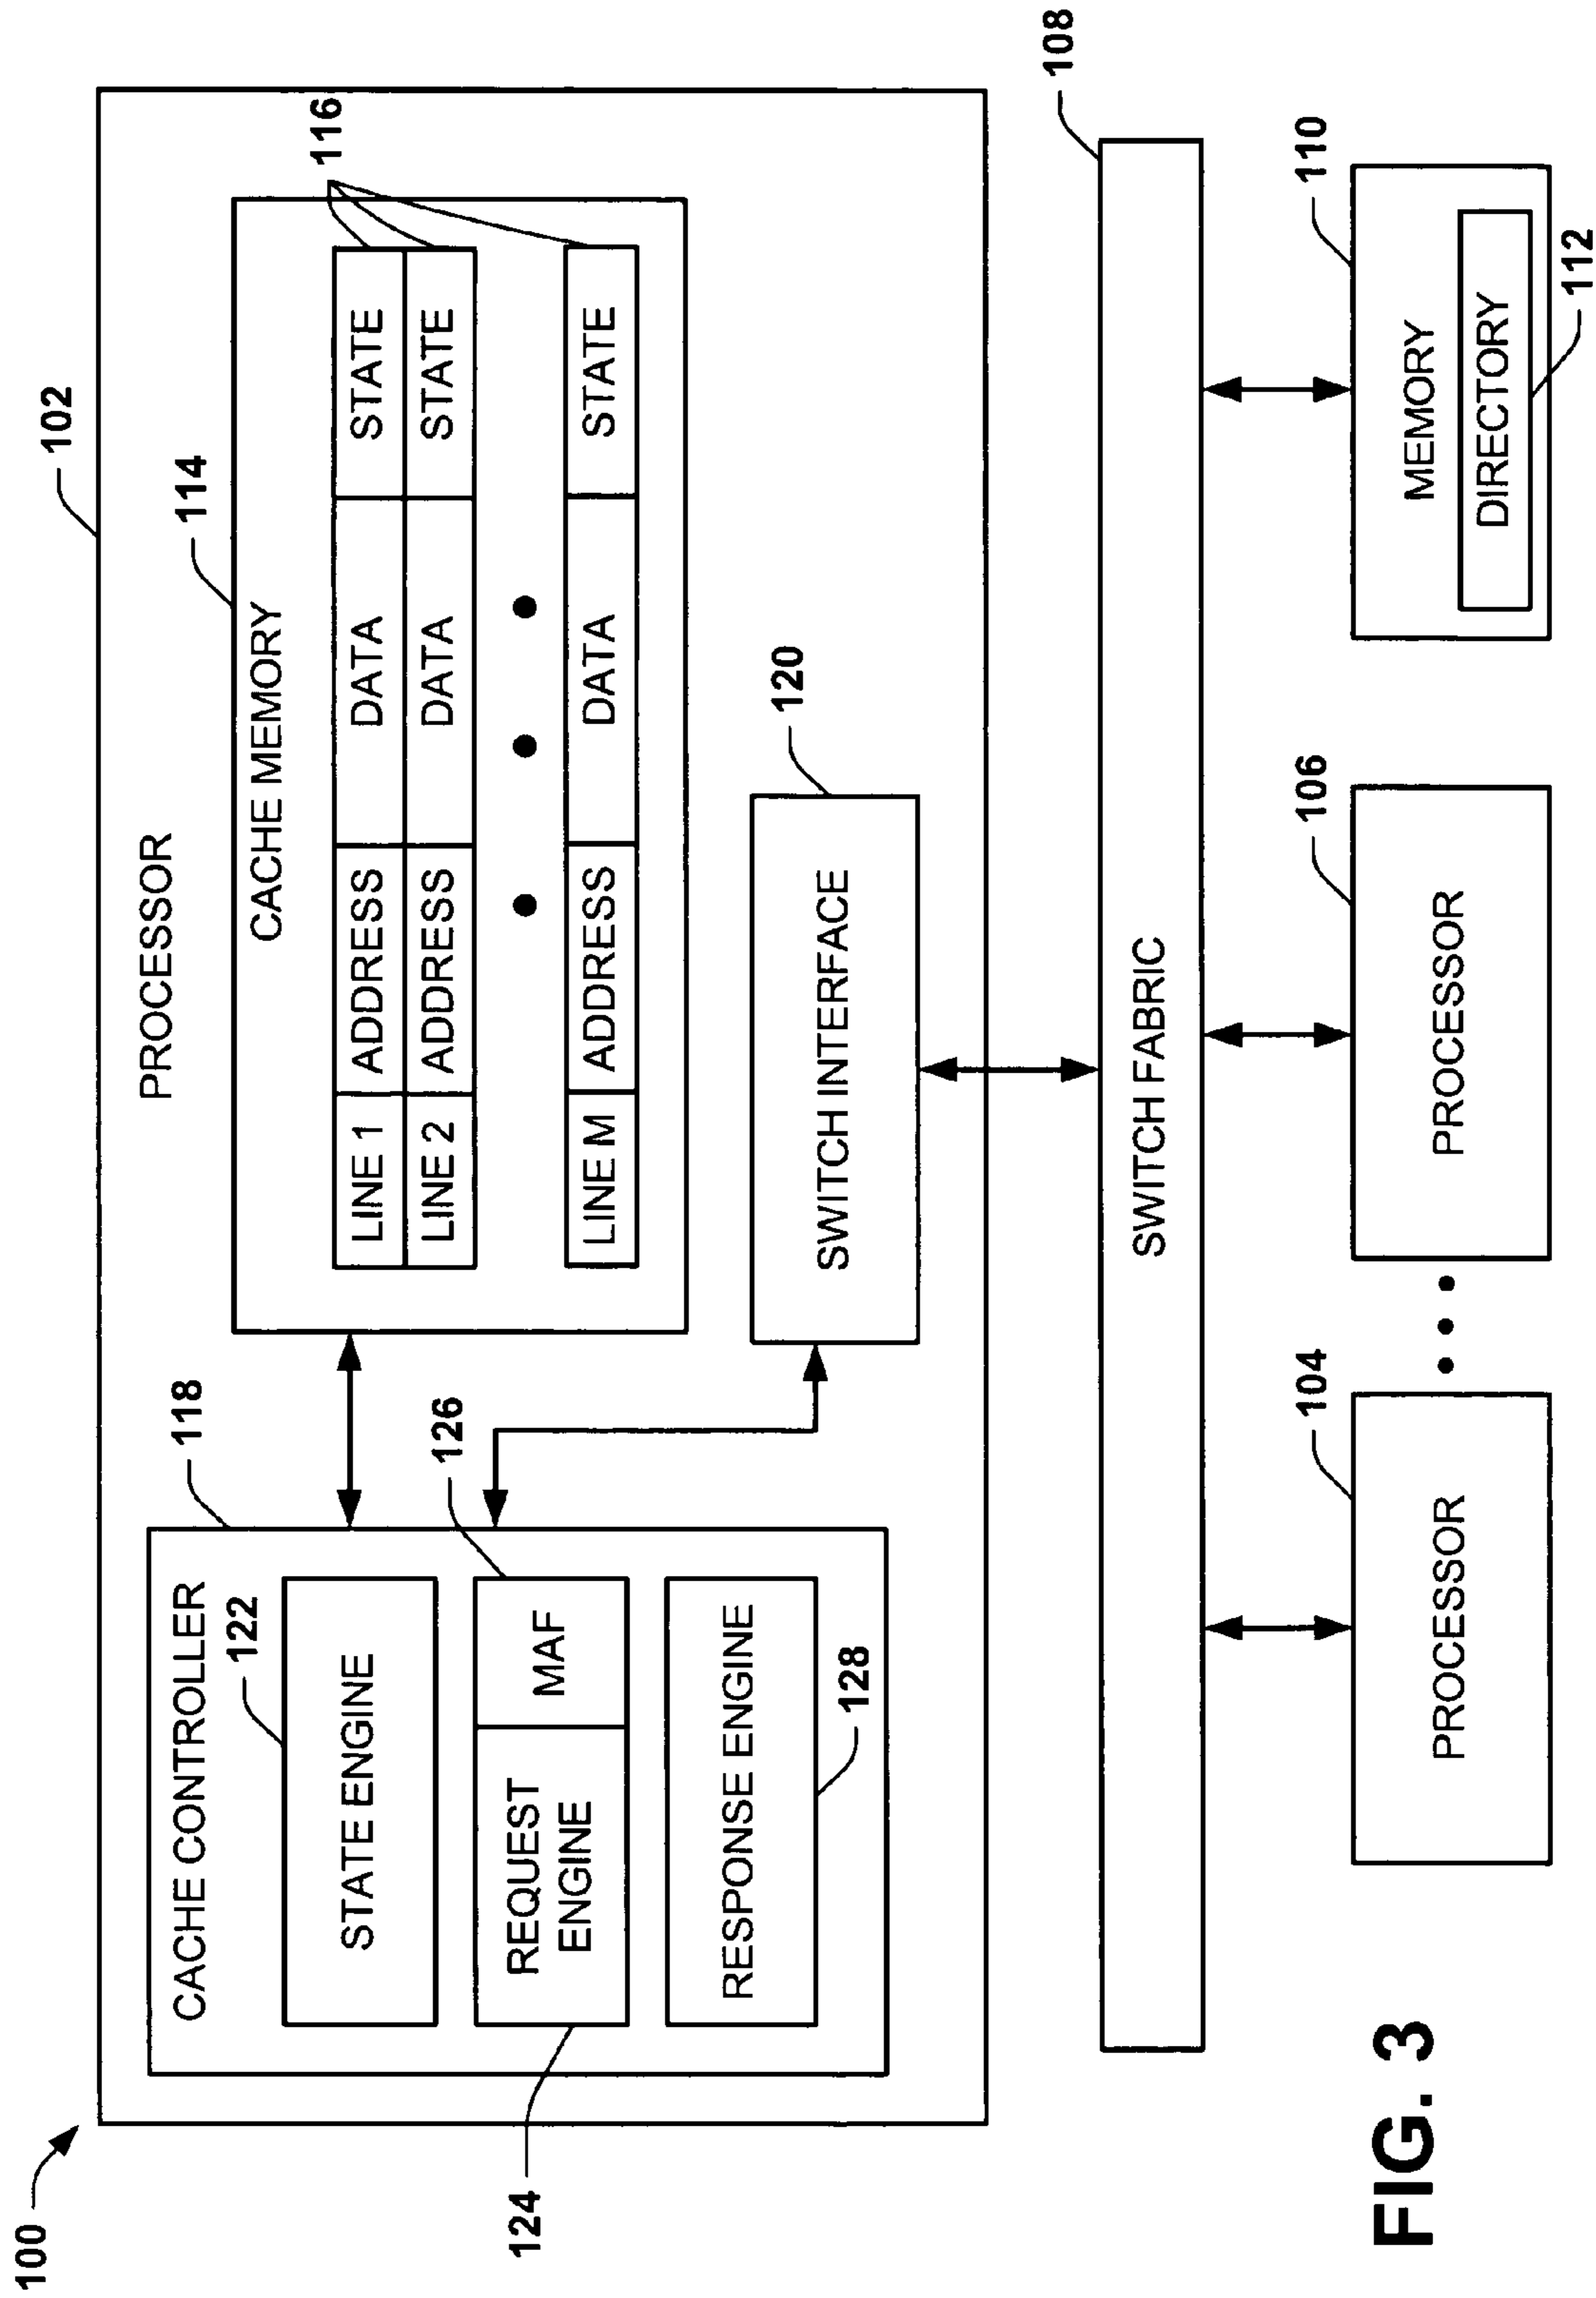 100
102
PROCESSOR
118
CACHE CONTROLLER
122
STATE ENGINE
126
REQUEST
ENGINE
MAF
124
RESPONSE ENGINE
128
114
CACHE MEMORY
116
LINE 1 ADDRESS DATA STATE
LINE 2 ADDRESS DATA STATE
• • •
LINE M ADDRESS DATA STATE
120
SWITCH INTERFACE
108
SWITCH FABRIC
104
PROCESSOR
• • •
106
PROCESSOR
110
MEMORY
DIRECTORY
112
FIG. 3